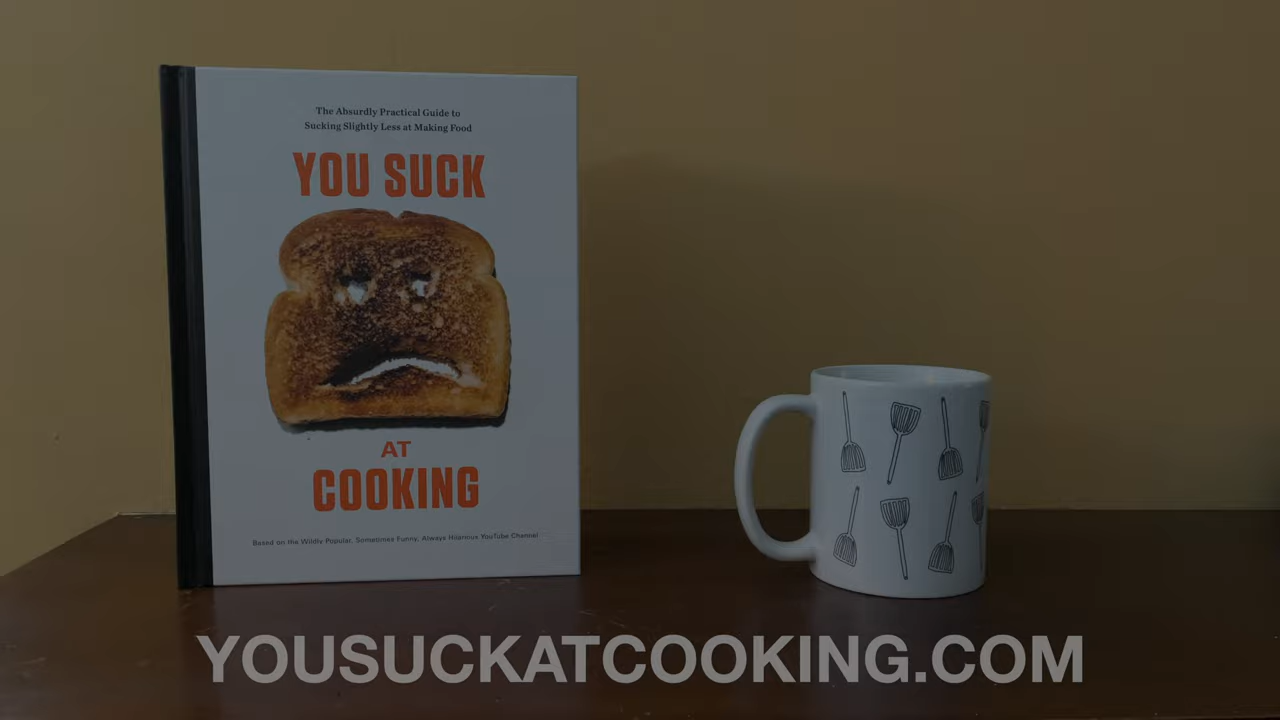 The Absurdly Practical Guide to
Sucking Slightly Less at Making Food
YOU SUCK
AT
COOKING
Based on the Wildly Popular, Sometimes Funny, Always Hilarious YouTube Channel
YOUSUCKATCOOKING.COM